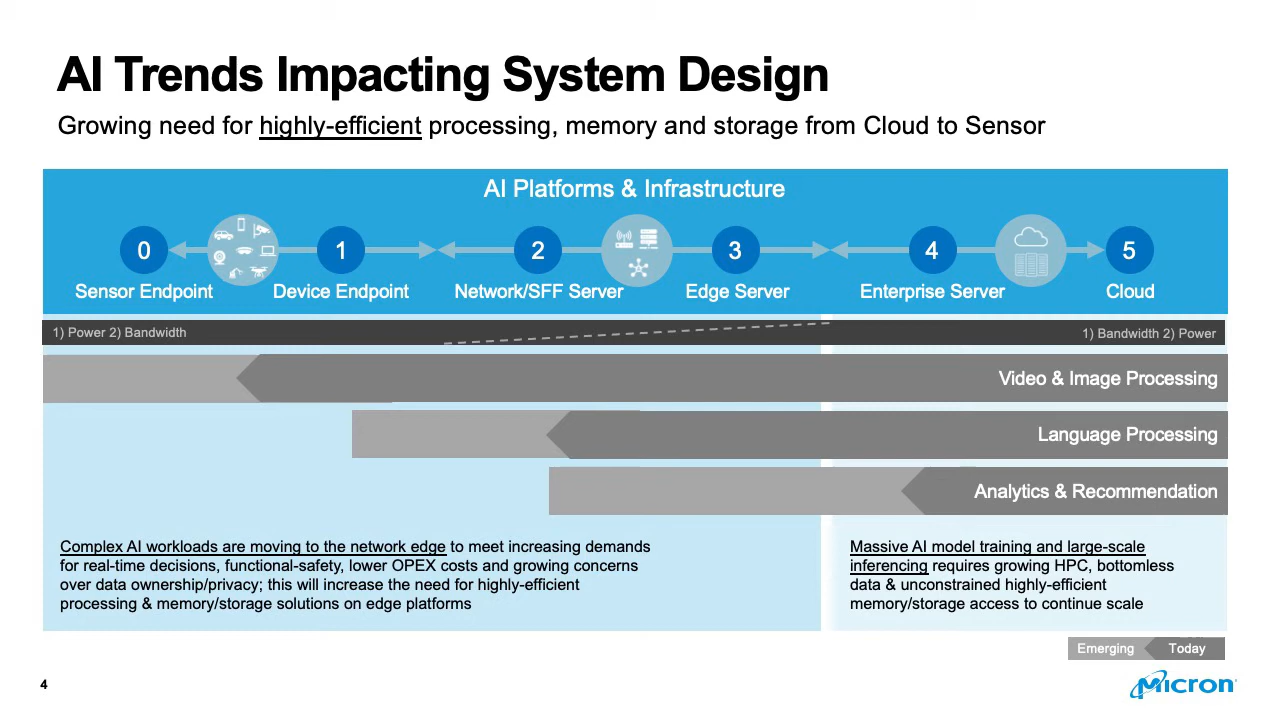 AI Trends Impacting System Design
Growing need for highly-efficient processing, memory and storage from Cloud to Sensor
AI Platforms & Infrastructure
0 1 2 3 4 5
Sensor Endpoint Device Endpoint Network/SFF Server Edge Server Enterprise Server Cloud
1) Power 2) Bandwidth 1) Bandwidth 2) Power
Video & Image Processing
Language Processing
Analytics & Recommendation
Complex AI workloads are moving to the network edge to meet increasing demands
for real-time decisions, functional-safety, lower OPEX costs and growing concerns
over data ownership/privacy; this will increase the need for highly-efficient
processing & memory/storage solutions on edge platforms
Massive AI model training and large-scale
inferencing requires growing HPC, bottomless
data & unconstrained highly-efficient
memory/storage access to continue scale
Emerging Today
4
Micron